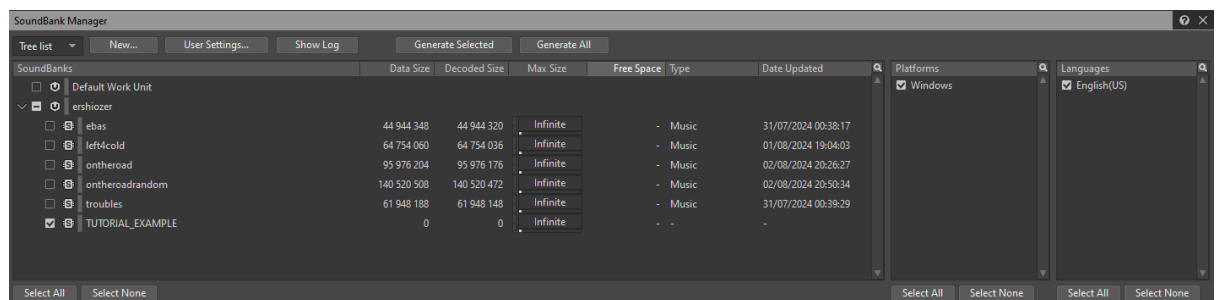 SoundBank Manager
Tree list New... User Settings... Show Log Generate Selected Generate All
SoundBanks Data Size Decoded Size Max Size Free Space Type Date Updated Platforms Languages
Default Work Unit Windows English(US)
ershiozer
ebas 44 944 348 44 944 320 Infinite - Music 31/07/2024 00:38:17
left4cold 64 754 060 64 754 036 Infinite - Music 01/08/2024 19:04:03
ontheroad 95 976 204 95 976 176 Infinite - Music 02/08/2024 20:26:27
ontheroadrandom 140 520 508 140 520 472 Infinite - Music 02/08/2024 20:50:34
troubles 61 948 188 61 948 148 Infinite - Music 31/07/2024 00:39:29
TUTORIAL_EXAMPLE 0 0 Infinite - - -
Select All Select None Select All Select None Select All Select None